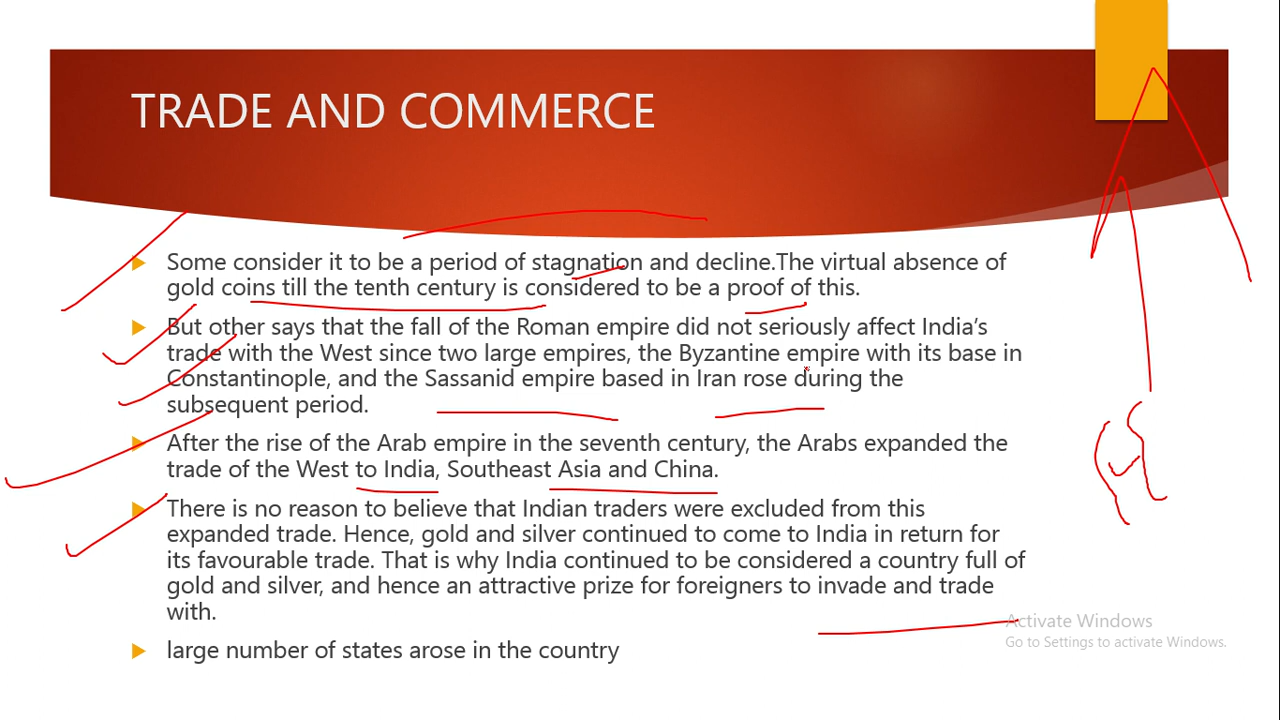 TRADE AND COMMERCE
Some consider it to be a period of stagnation and decline.The virtual absence of
gold coins till the tenth century is considered to be a proof of this.
But other says that the fall of the Roman empire did not seriously affect India's
trade with the West since two large empires, the Byzantine empire with its base in
Constantinople, and the Sassanid empire based in Iran rose during the
subsequent period.
After the rise of the Arab empire in the seventh century, the Arabs expanded the
trade of the West to India, Southeast Asia and China.
There is no reason to believe that Indian traders were excluded from this
expanded trade. Hence, gold and silver continued to come to India in return for
its favourable trade. That is why India continued to be considered a country full of
gold and silver, and hence an attractive prize for foreigners to invade and trade
with.
large number of states arose in the country
Activate Windows
Go to Settings to activate Windows.